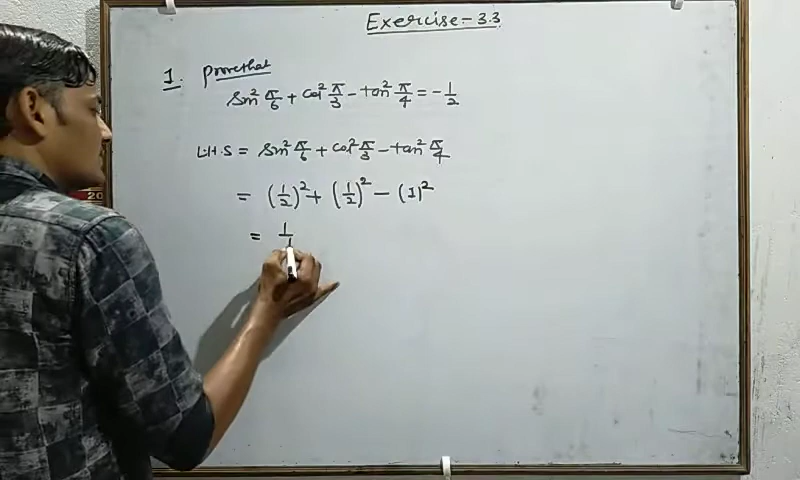 Exercise-3.3
1. Prove that
sin² π/6 + cos² π/3 - tan² π/4 = -1/2
L.H.S = sin² π/6 + cos² π/3 - tan² π/4
= (1/2)² + (1/2)² - (1)²
= 1/
20